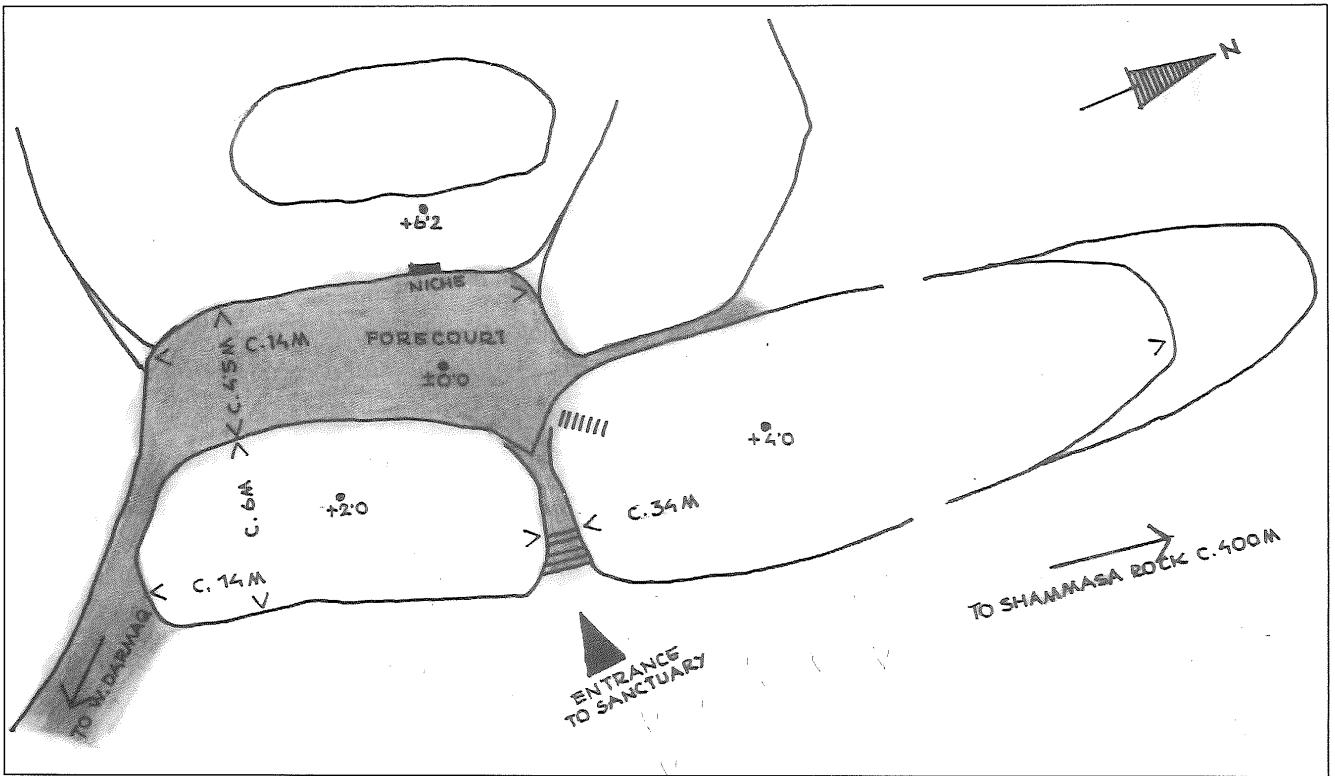 N
+6'2
NICHE
C.14M
FORECOURT
C. 4'5M
±0'0
+4'0
C. 6M
+2'0
C.34M
C. 14M
TO SHAMMASA ROCK C.400M
TO W. DARMAQ
ENTRANCE
TO SANCTUARY